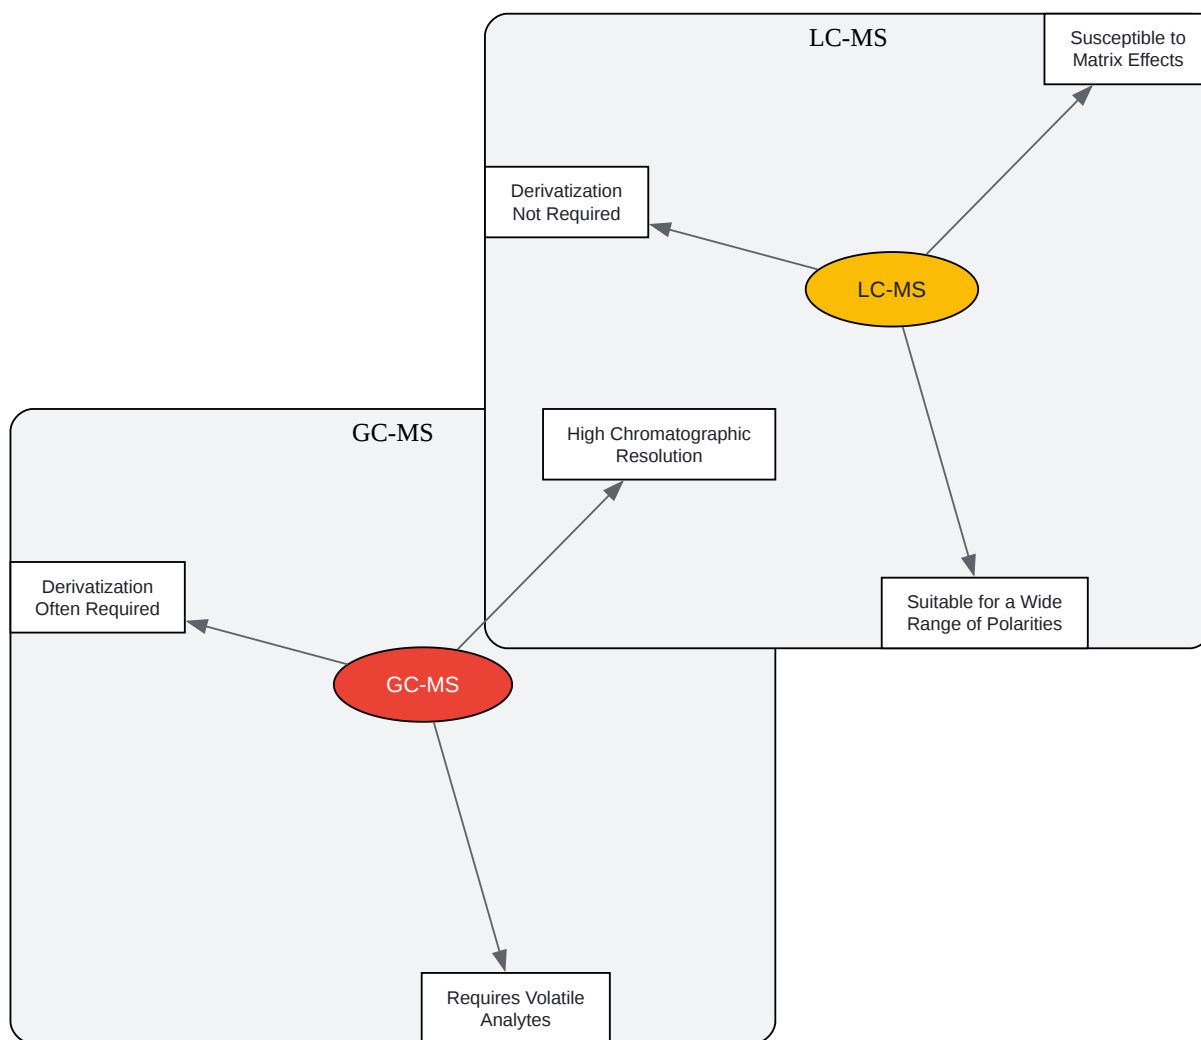 LC-MS
Susceptible to
Matrix Effects
Derivatization
Not Required
LC-MS
GC-MS
High Chromatographic
Resolution
Derivatization
Often Required
Suitable for a Wide
Range of Polarities
GC-MS
Requires Volatile
Analytes